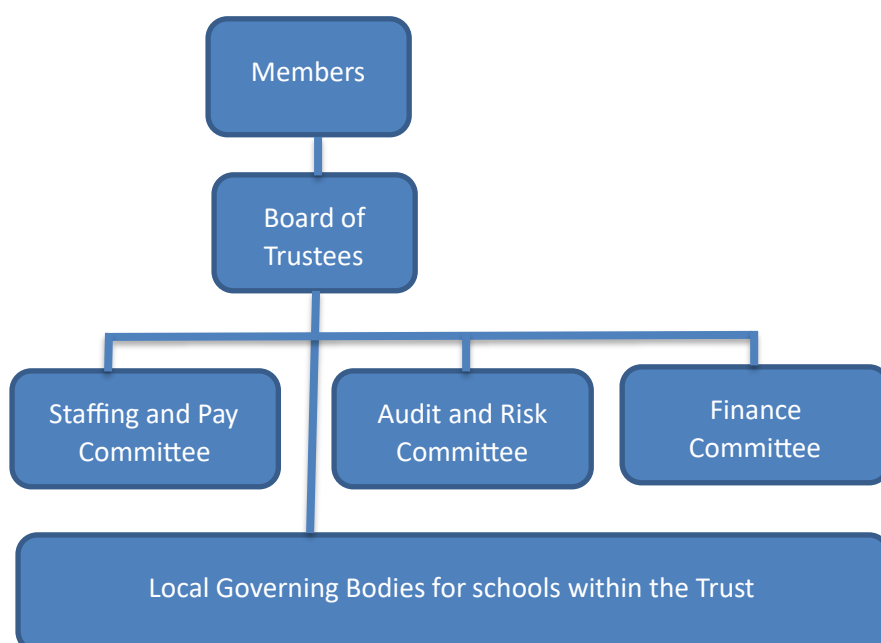 Members
Board of
Trustees
Staffing and Pay
Committee
Audit and Risk
Committee
Finance
Committee
Local Governing Bodies for schools within the Trust